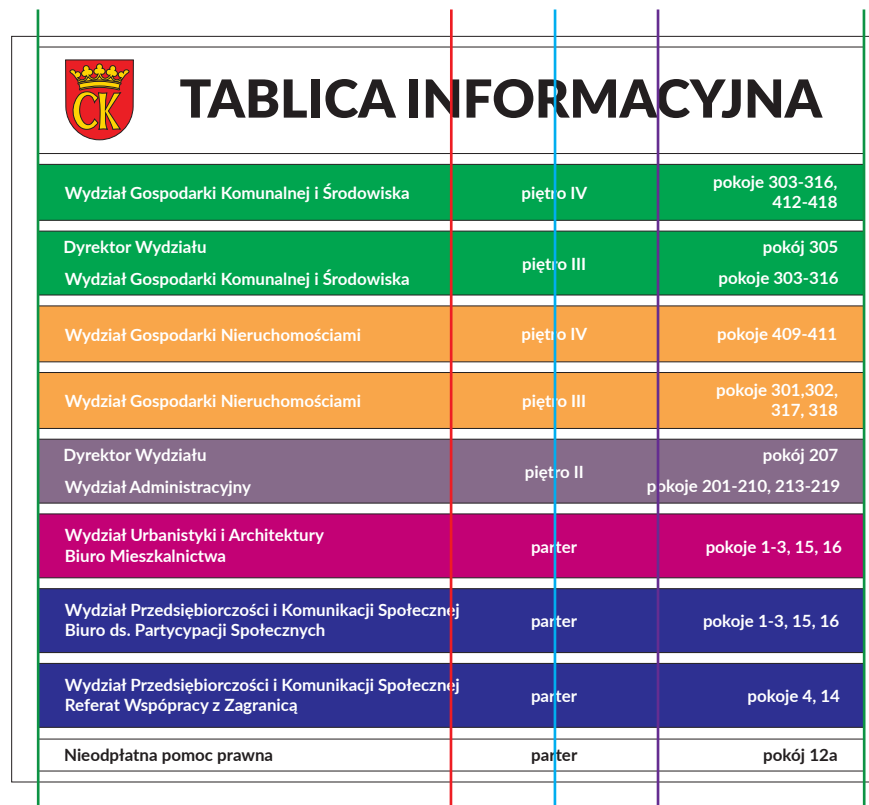 CK
TABLICA INFORMACYJNA
Wydział Gospodarki Komunalnej i Środowiska piętro IV pokoje 303-316,
412-418
Dyrektor Wydziału pokój 305
piętro III
Wydział Gospodarki Komunalnej i Środowiska pokoje 303-316
Wydział Gospodarki Nieruchomościami piętro IV pokoje 409-411
Wydział Gospodarki Nieruchomościami piętro III pokoje 301,302,
317, 318
Dyrektor Wydziału pokój 207
piętro II
Wydział Administracyjny pokoje 201-210, 213-219
Wydział Urbanistyki i Architektury
Biuro Mieszkalnictwa
parter pokoje 1-3, 15, 16
Wydział Przedsiębiorczości i Komunikacji Społecznej
Biuro ds. Partycypacji Społecznych
parter pokoje 1-3, 15, 16
Wydział Przedsiębiorczości i Komunikacji Społecznej
Referat Wspópracy z Zagranicą
parter pokoje 4, 14
Nieodpłatna pomoc prawna parter pokój 12a